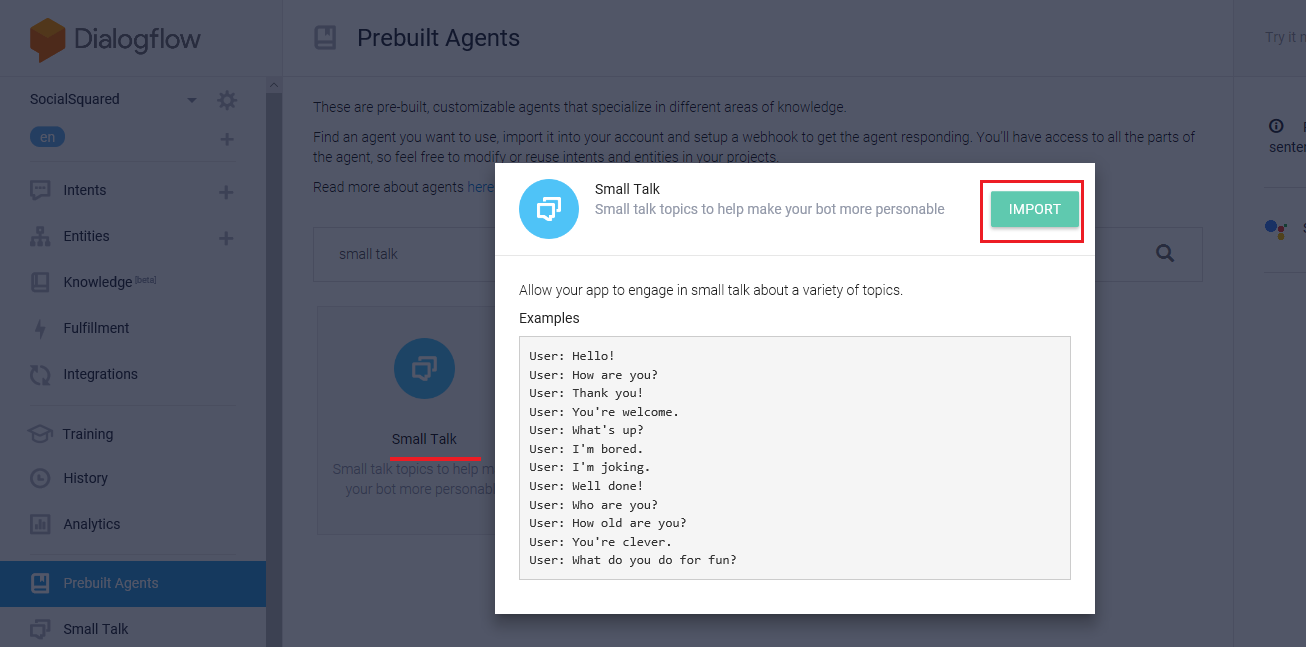 Dialogflow
SocialSquared
en
Intents
Entities
Knowledge [beta]
Fulfillment
Integrations
Training
History
Analytics
Prebuilt Agents
Small Talk
Prebuilt Agents
These are pre-built, customizable agents that specialize in different areas of knowledge.
Find an agent you want to use, import it into your account and setup a webhook to get the agent responding. You'll have access to all the parts of
the agent, so feel free to modify or reuse intents and entities in your projects.
Read more about agents here
small talk
Small Talk
Small talk topics to help m
your bot more personabl
Small Talk
Small talk topics to help make your bot more personable
IMPORT
Allow your app to engage in small talk about a variety of topics.
Examples
User: Hello!
User: How are you?
User: Thank you!
User: You're welcome.
User: What's up?
User: I'm bored.
User: I'm joking.
User: Well done!
User: Who are you?
User: How old are you?
User: You're clever.
User: What do you do for fun?
Try it n
senter